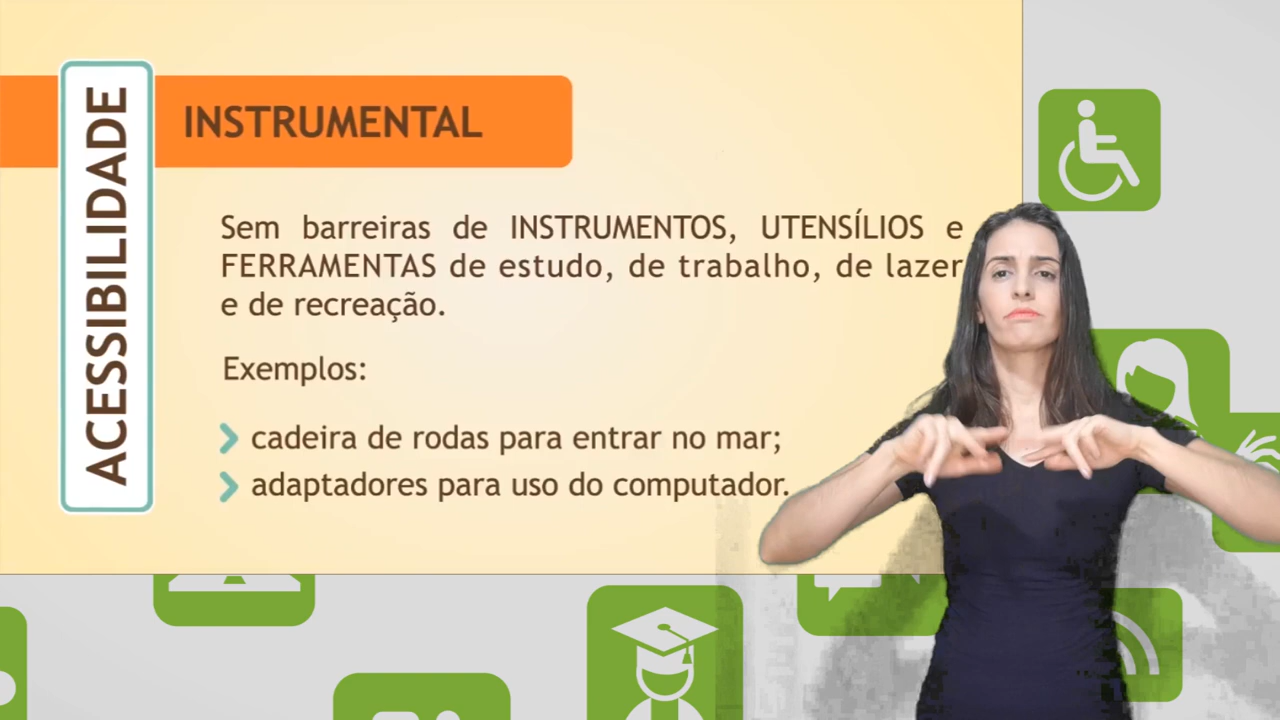 ACESSIBILIDADE
INSTRUMENTAL
Sem barreiras de INSTRUMENTOS, UTENSÍLIOS e
FERRAMENTAS de estudo, de trabalho, de lazer
e de recreação.
Exemplos:
cadeira de rodas para entrar no mar;
adaptadores para uso do computador.